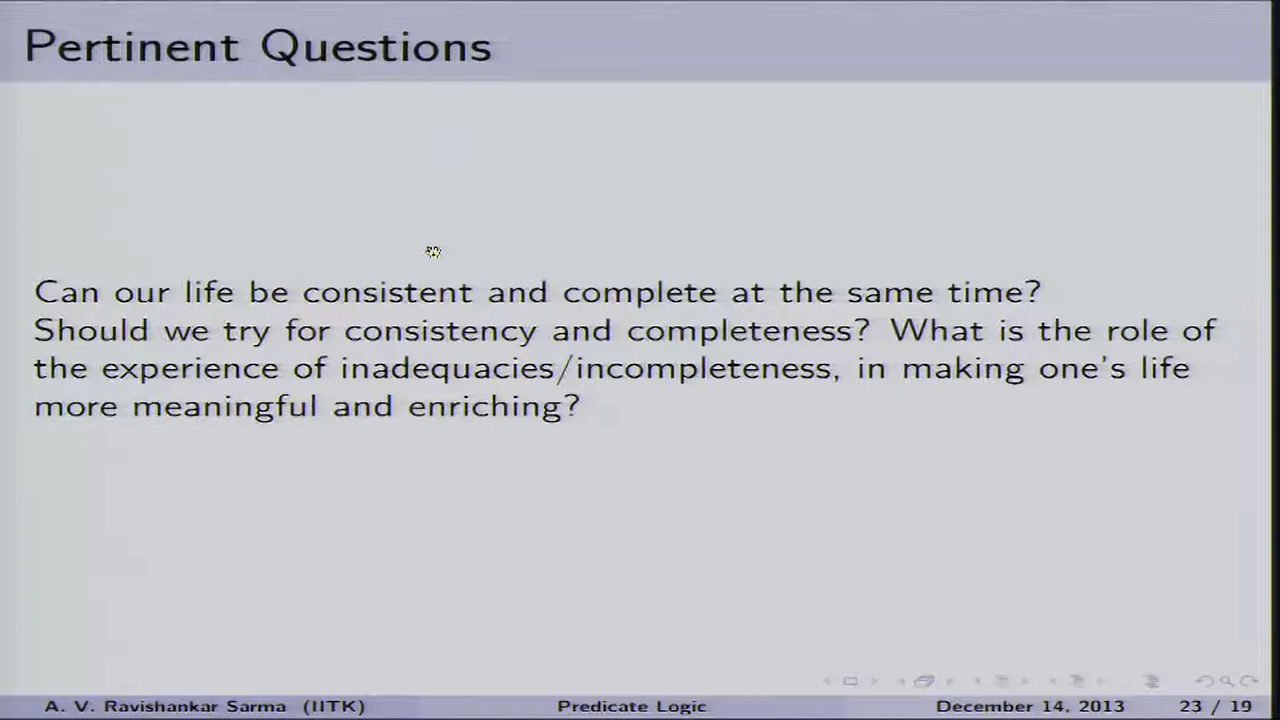 Pertinent Questions
Can our life be consistent and complete at the same time?
Should we try for consistency and completeness? What is the role of
the experience of inadequacies/incompleteness, in making one's life
more meaningful and enriching?
A. V. Ravishankar Sarma (IITK) Predicate Logic December 14, 2013 23 / 19